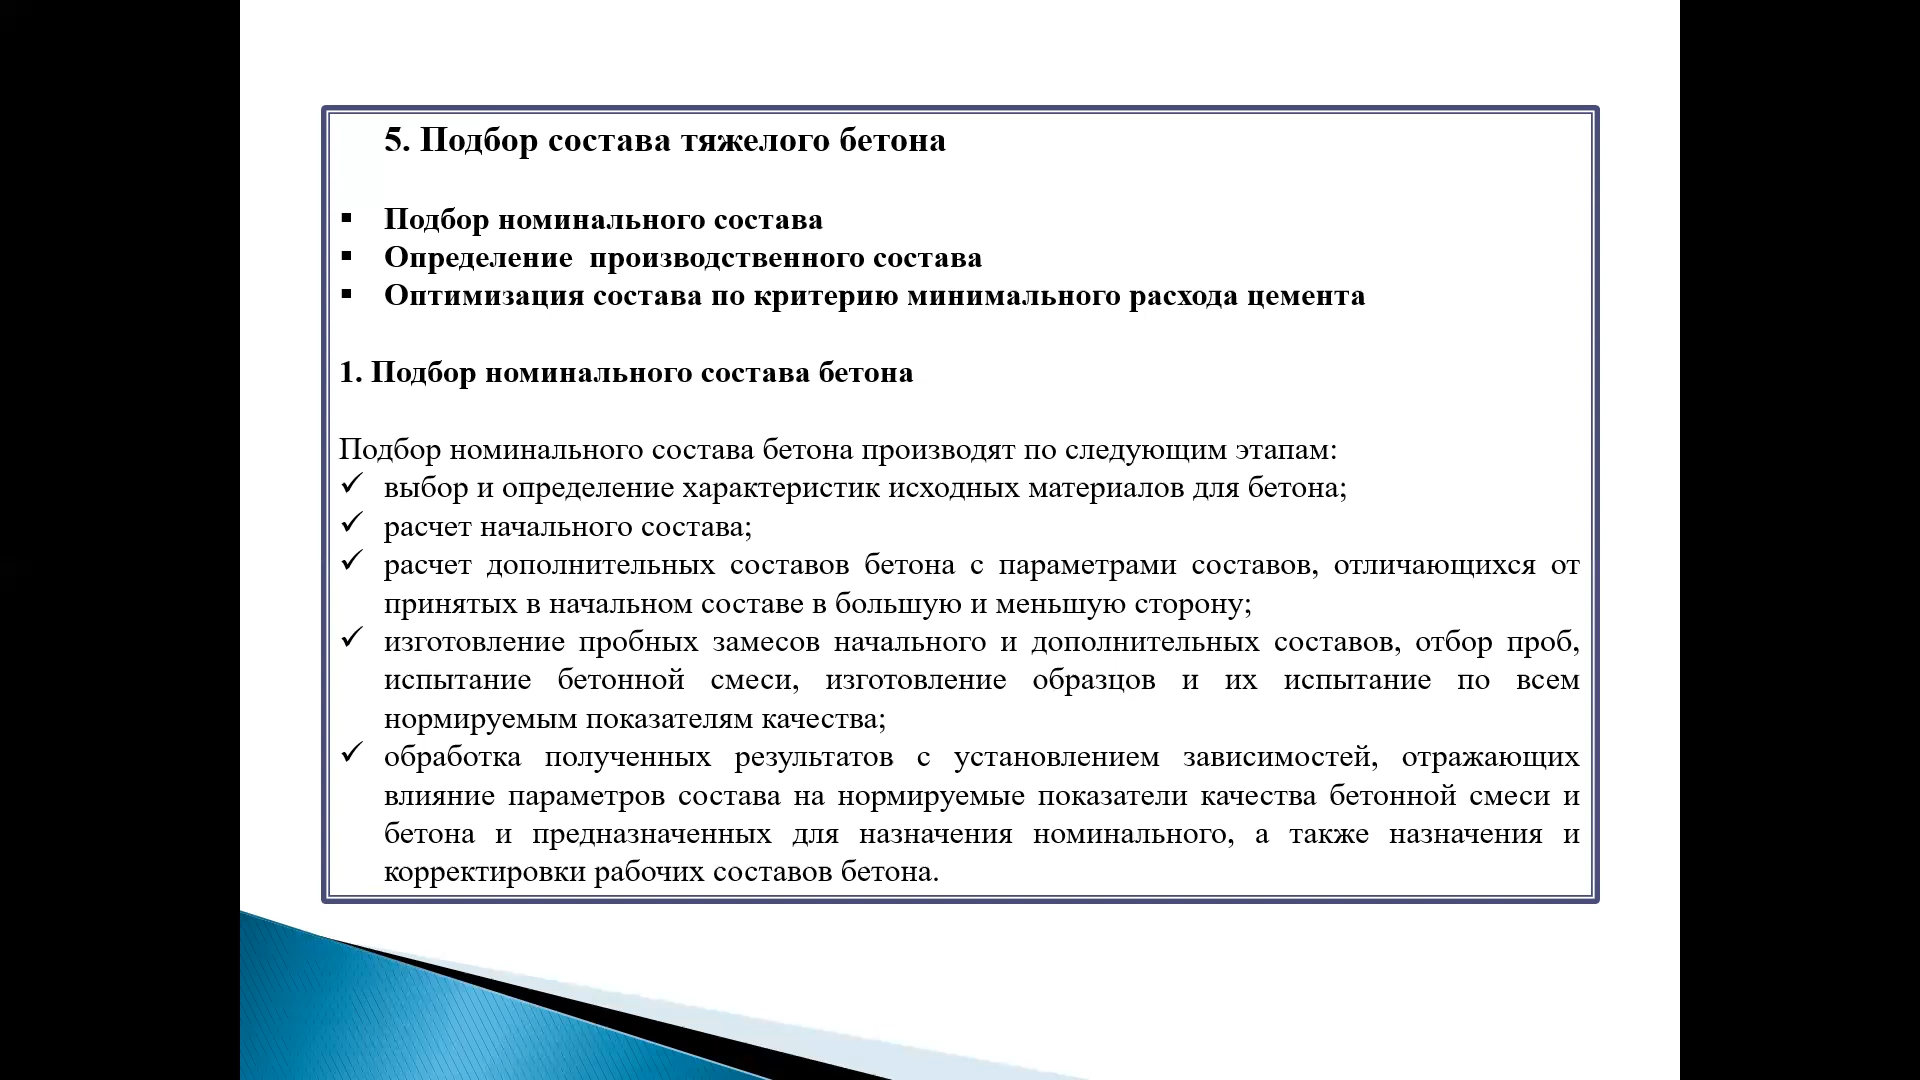 5. Подбор состава тяжелого бетона
▪ Подбор номинального состава
▪ Определение производственного состава
▪ Оптимизация состава по критерию минимального расхода цемента
1. Подбор номинального состава бетона
Подбор номинального состава бетона производят по следующим этапам:
✓ выбор и определение характеристик исходных материалов для бетона;
✓ расчет начального состава;
✓ расчет дополнительных составов бетона с параметрами составов, отличающихся от
принятых в начальном составе в большую и меньшую сторону;
✓ изготовление пробных замесов начального и дополнительных составов, отбор проб,
испытание бетонной смеси, изготовление образцов и их испытание по всем
нормируемым показателям качества;
✓ обработка полученных результатов с установлением зависимостей, отражающих
влияние параметров состава на нормируемые показатели качества бетонной смеси и
бетона и предназначенных для назначения номинального, а также назначения и
корректировки рабочих составов бетона.